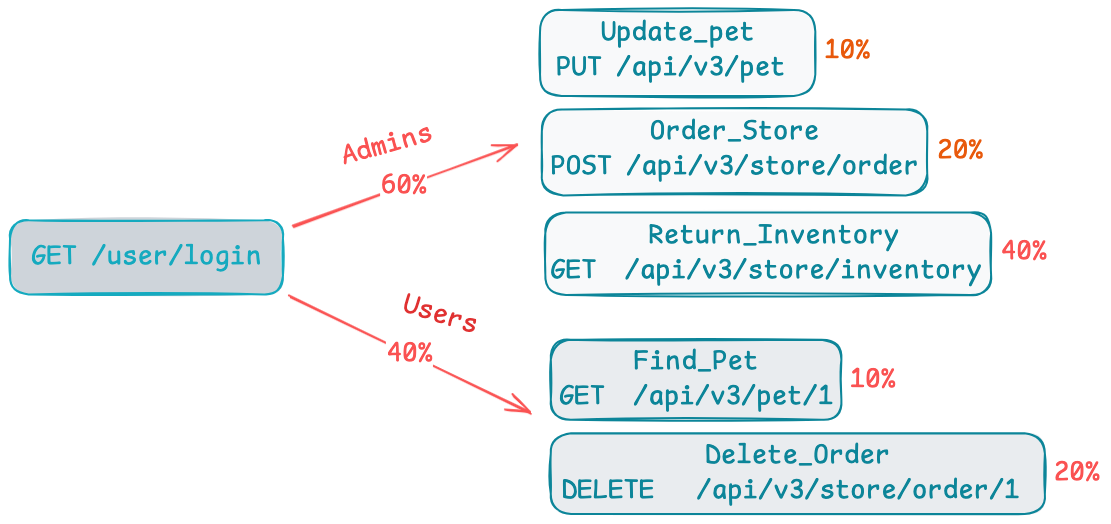 Update_pet
PUT /api/v3/pet
10%
Order_Store
POST /api/v3/store/order
20%
Admins
60%
Return_Inventory
GET  /api/v3/store/inventory
40%
GET /user/login
Users
40%
Find_Pet
GET  /api/v3/pet/1
10%
Delete_Order
DELETE   /api/v3/store/order/1
20%